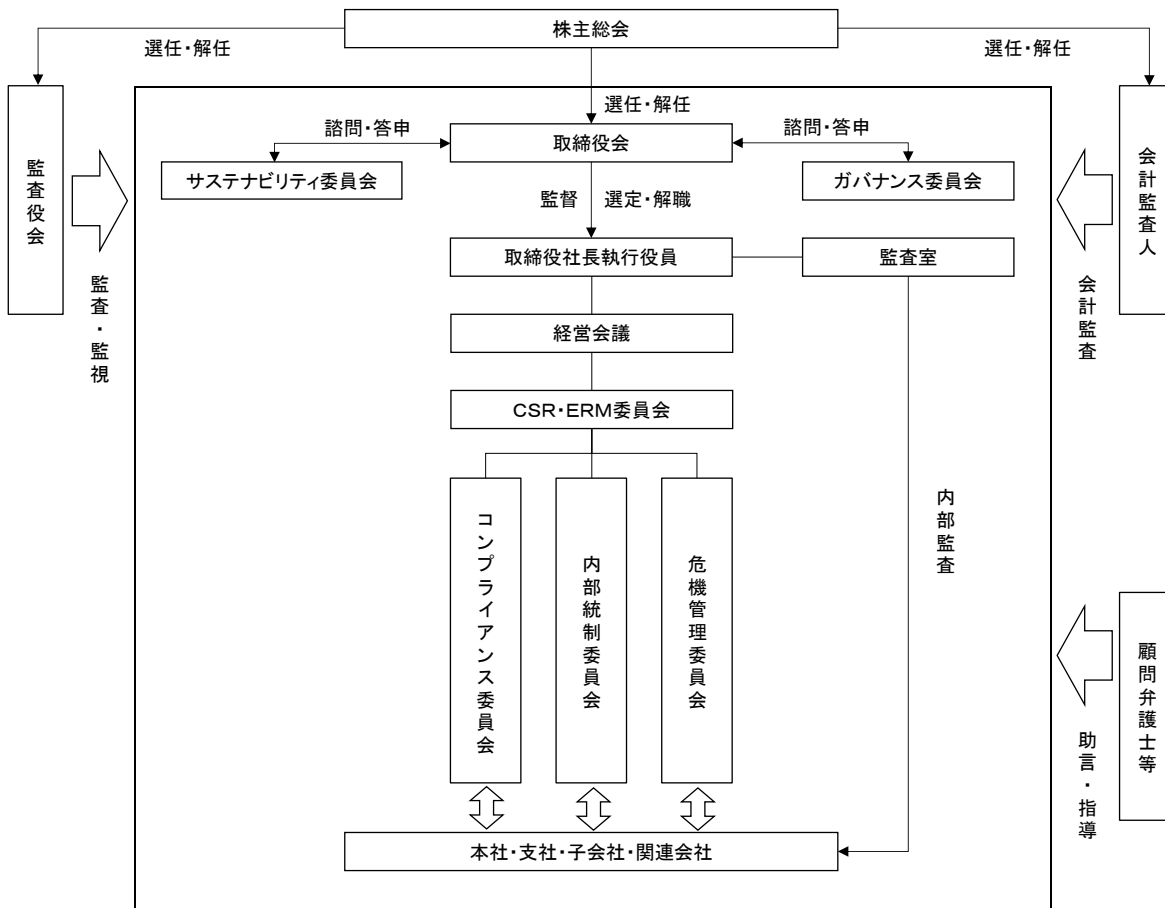 株主総会
選任・解任
選任・解任
選任・解任
監査役会
監査・監視
諮問・答申
取締役会
諮問・答申
サステナビリティ委員会
ガバナンス委員会
会計監査人
会計監査
監督
選定・解職
取締役社長執行役員
監査室
経営会議
CSR・ERM委員会
コンプライアンス委員会
内部統制委員会
危機管理委員会
内部監査
顧問弁護士等
助言・指導
本社・支社・子会社・関連会社